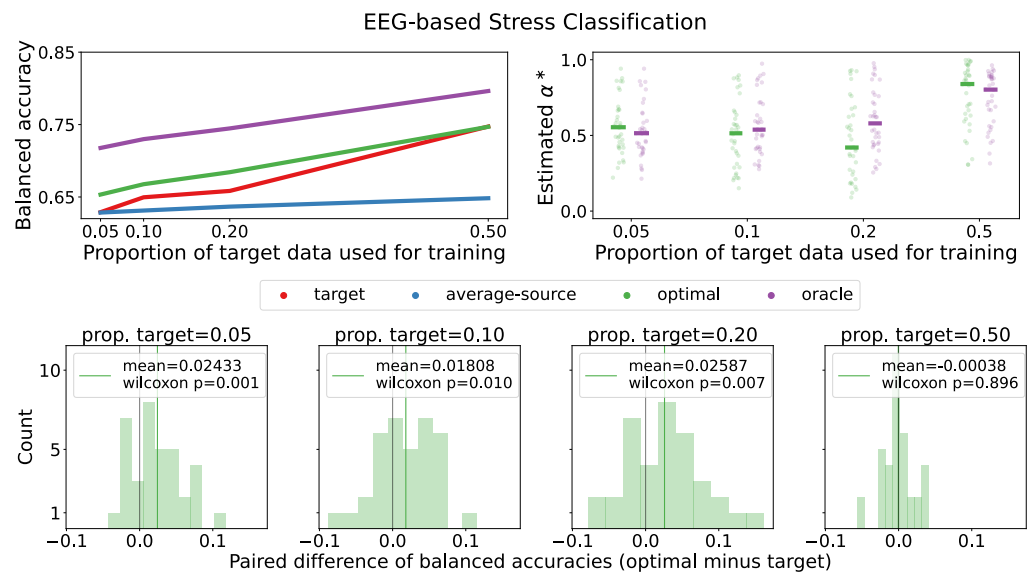 EEG-based Stress Classification
Balanced accuracy
0.85
0.75
0.65
0.05
0.10
0.20
0.50
Proportion of target data used for training
Estimated α*
1.0
0.5
0.0
0.05
0.1
0.2
0.5
Proportion of target data used for training
target
average-source
optimal
oracle
prop. target=0.05
mean=0.02433
wilcoxon p=0.001
Count
10
5
1
−0.1
0.0
0.1
prop. target=0.10
mean=0.01808
wilcoxon p=0.010
−0.1
0.0
0.1
prop. target=0.20
mean=0.02587
wilcoxon p=0.007
−0.1
0.0
0.1
prop. target=0.50
mean=-0.00038
wilcoxon p=0.896
−0.1
0.0
0.1
Paired difference of balanced accuracies (optimal minus target)